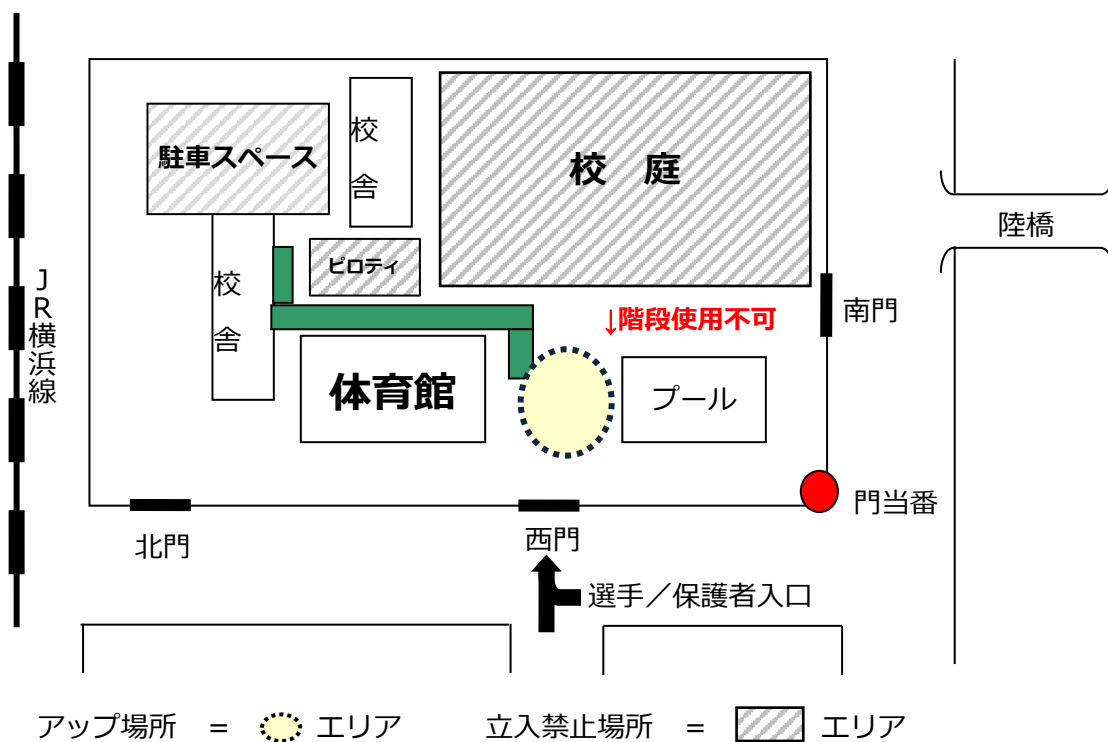 校舎
校庭
駐車スペース
陸橋
ピロティ
JR横浜線
校舎
南門
↓階段使用不可
体育館
プール
門当番
北門
西門
選手／保護者入口
アップ場所 = エリア 立入禁止場所 = エリア